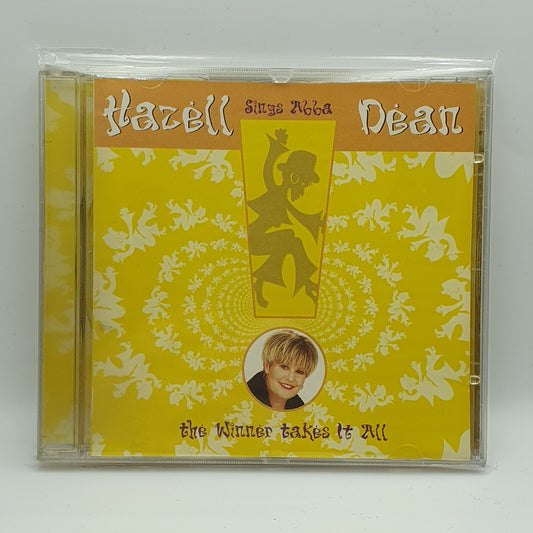 Hazell Sings Abba Dean
the Winner takes It All